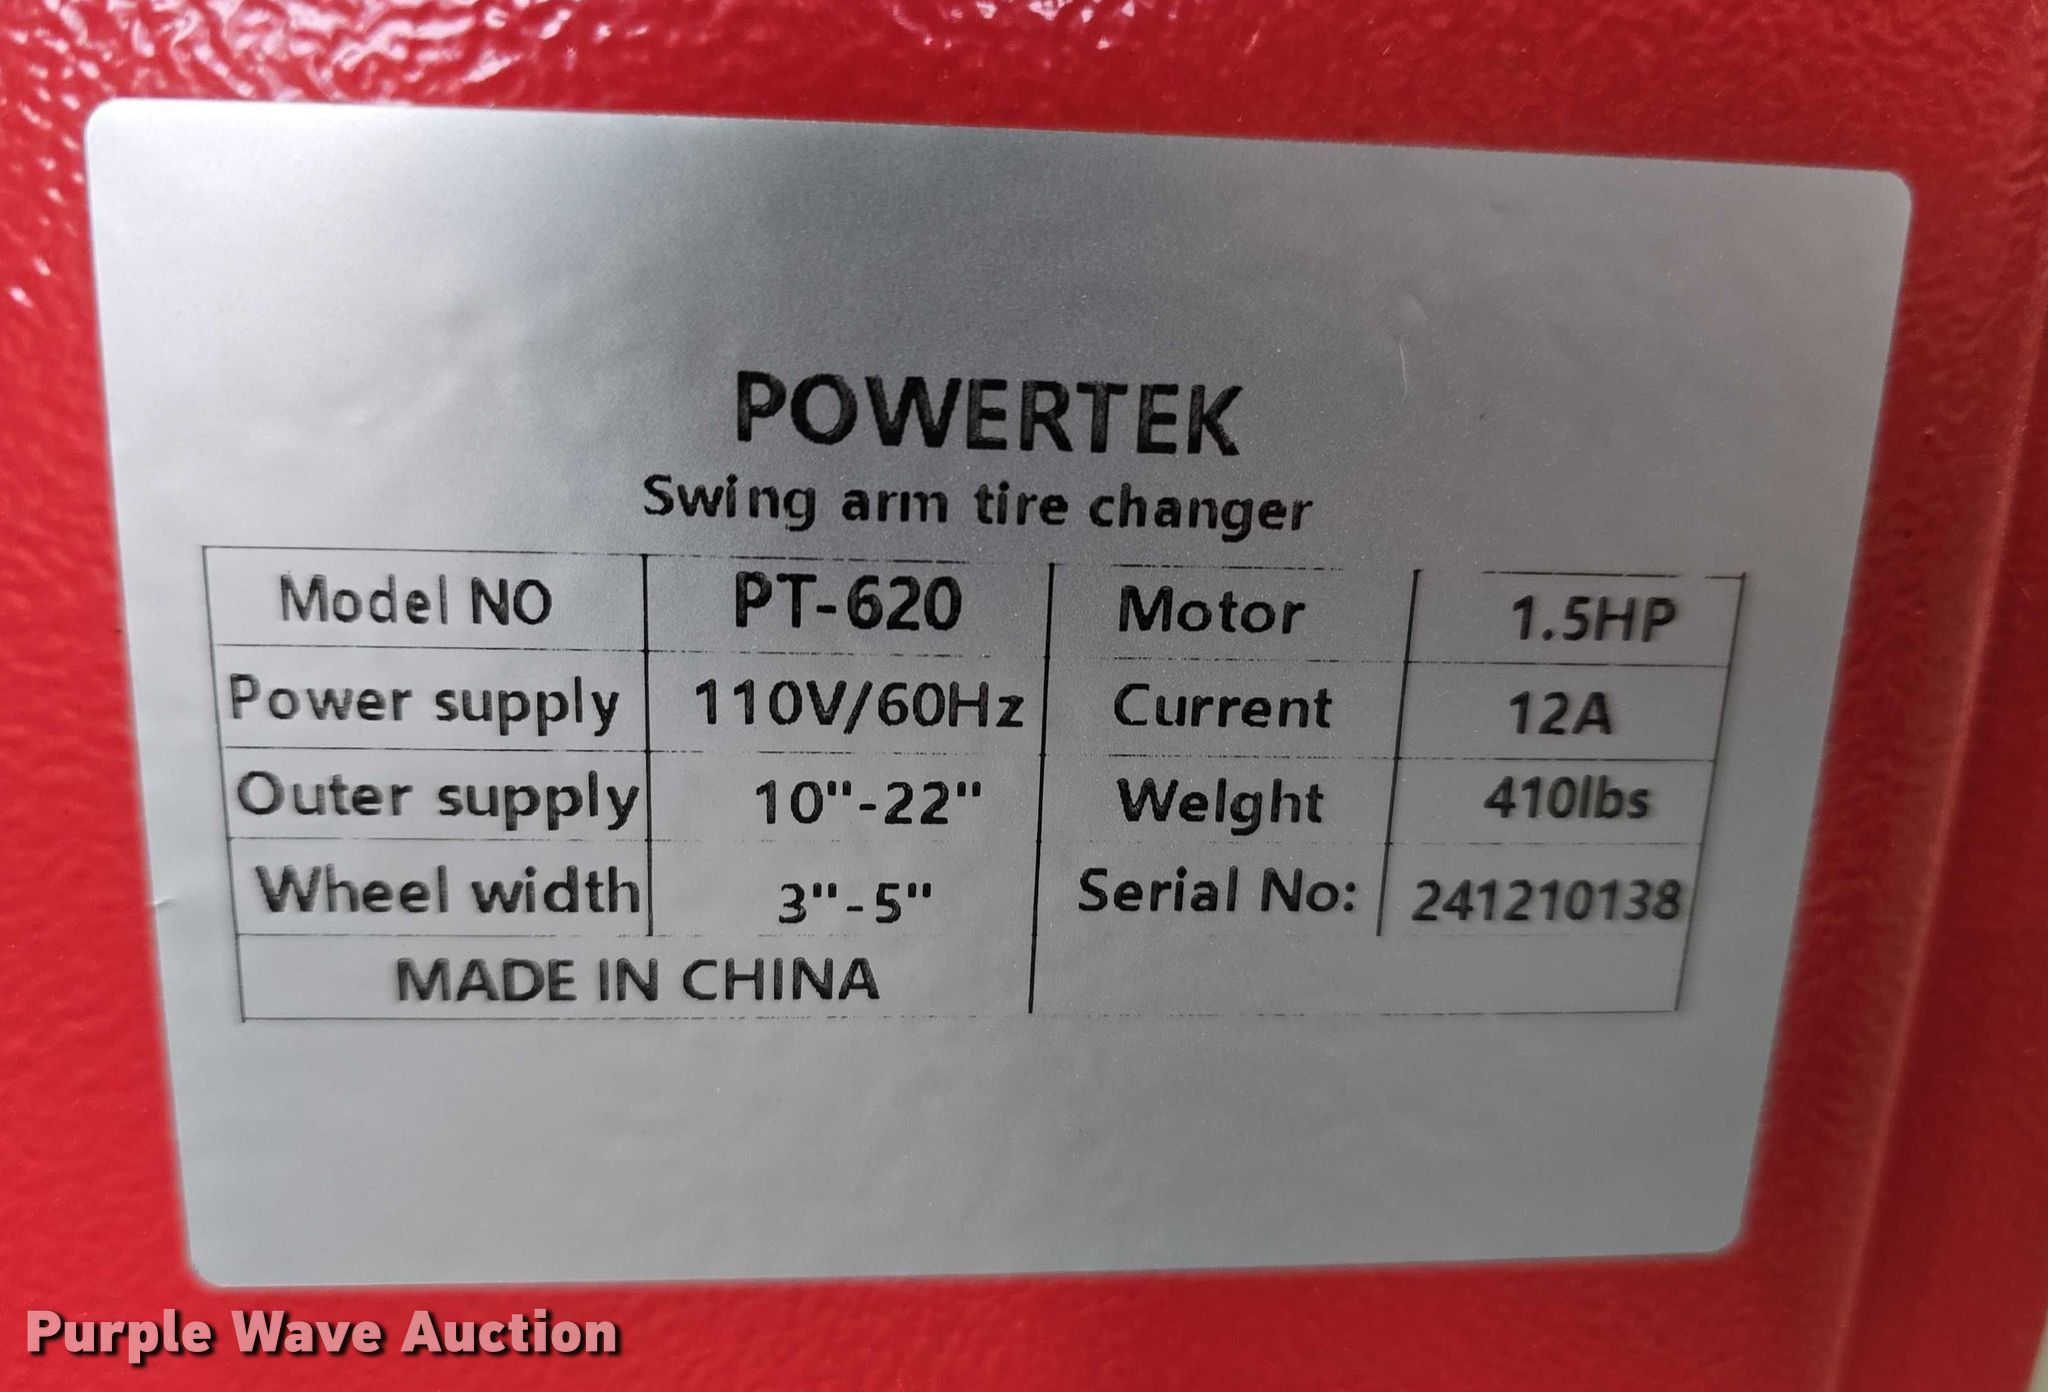 POWERTEK
Swing arm tire changer
Model NO PT-620 Motor 1.5HP
Power supply 110V/60Hz Current 12A
Outer supply 10"-22" Welght 410lbs
Wheel width 3"-5" Serial No: 241210138
MADE IN CHINA
Purple Wave Auction